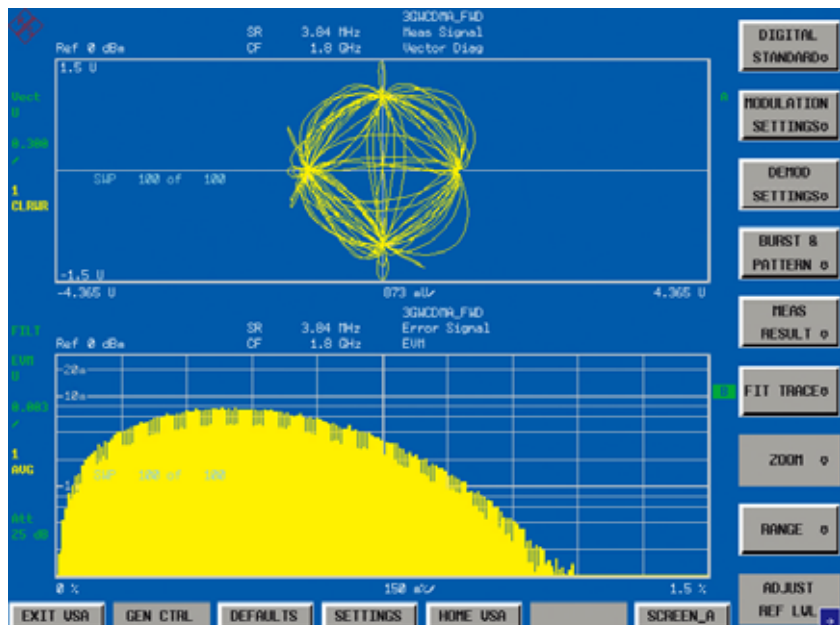 3GWCDMA_FWD
SR 3.84 MHz Meas Signal
Ref 0 dBm CF 1.8 GHz Vector Diag
1.5 U
Vect
U
0.300
/
A
SWP 100 of 100
1
CLRWR
-1.5 U
-4.365 U 873 mU/ 4.365 U
3GWCDMA_FWD
FILT
SR 3.84 MHz Error Signal
Ref 0 dBm CF 1.8 GHz EVM
EVM
U
0.003
/
-20m
-10m
B
SWP 100 of 100
1
AVG
Att
25 dB
0 % 150 m%/ 1.5 %
DIGITAL
STANDARD
MODULATION
SETTINGS
DEMOD
SETTINGS
BURST &
PATTERN
MEAS
RESULT
FIT TRACE
ZOOM
RANGE
ADJUST
REF LVL
EXIT VSA GEN CTRL DEFAULTS SETTINGS HOME VSA SCREEN_A